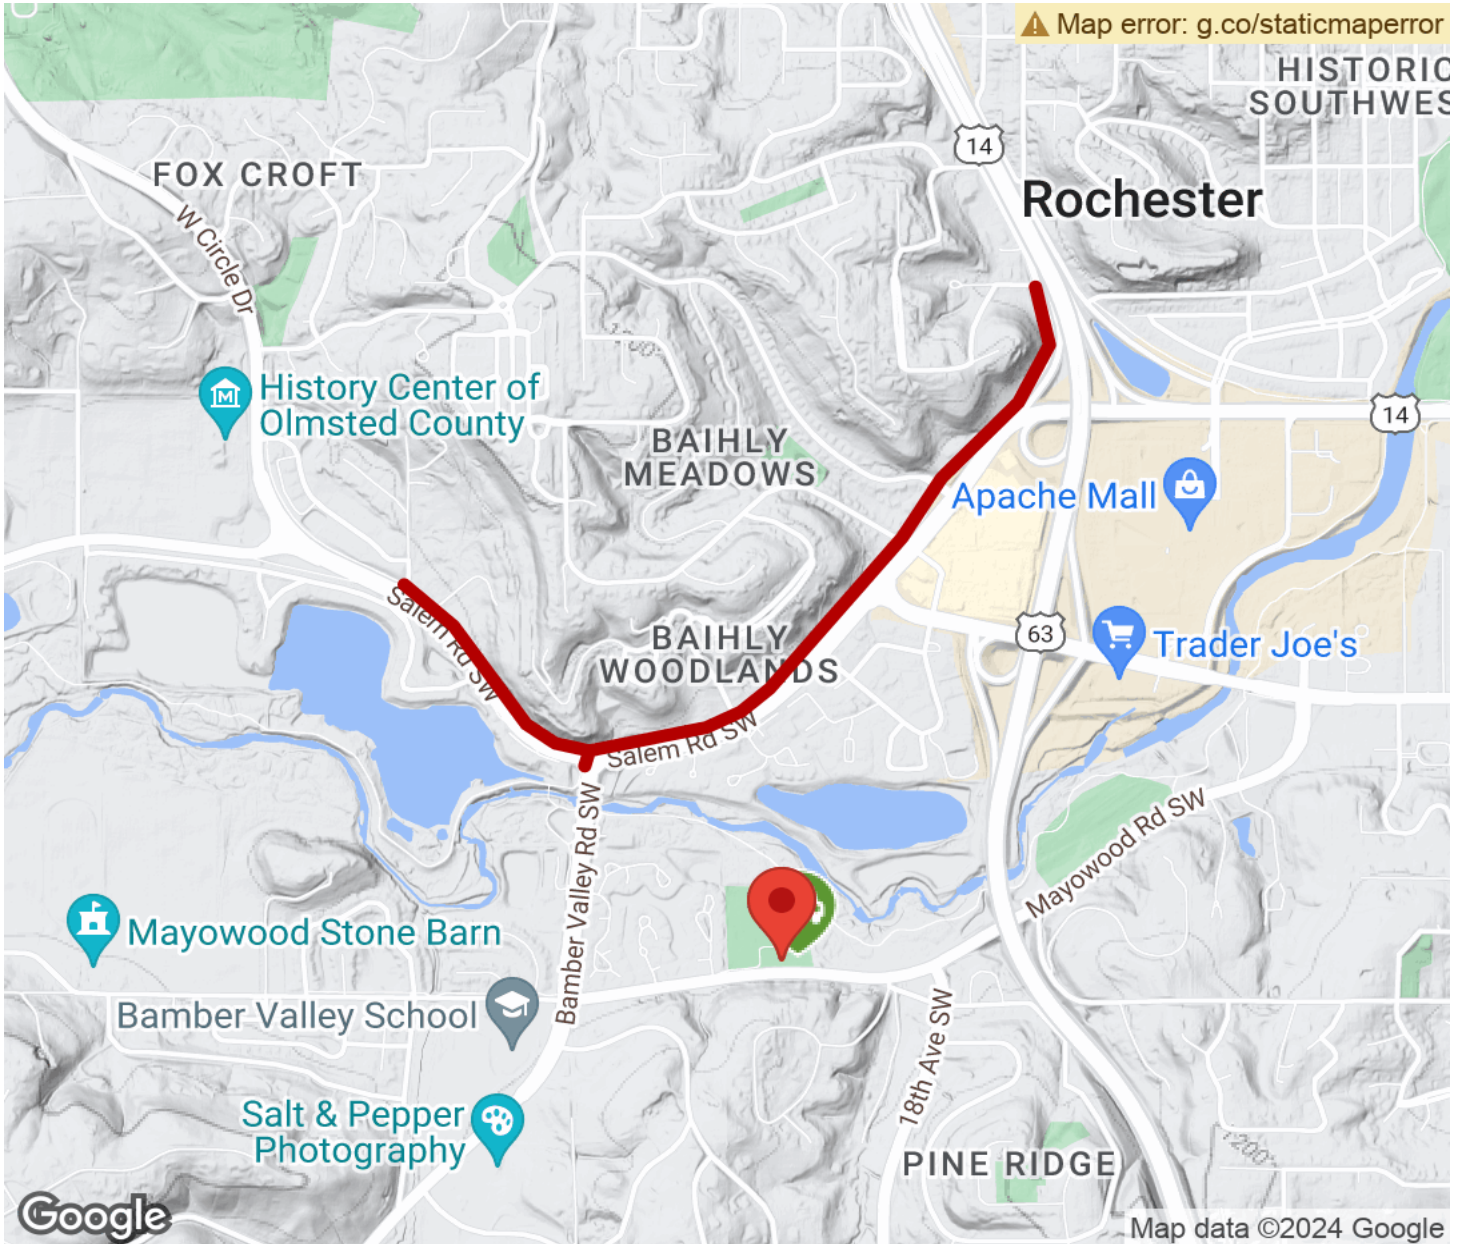 Map error: g.co/staticmaperror
HISTORIC
SOUTHWES
14
FOX CROFT
Rochester
W Circle Dr
History Center of
Olmsted County
14
BAIHLY
MEADOWS
Apache Mall
Salem Rd SW
63
BAIHLY
WOODLANDS
Trader Joe's
Salem Rd SW
Bamber Valley Rd SW
Mayowood Rd SW
Mayowood Stone Barn
Bamber Valley School
18th Ave SW
Salt & Pepper
Photography
PINE RIDGE
1,200'
Google
Map data ©2024 Google